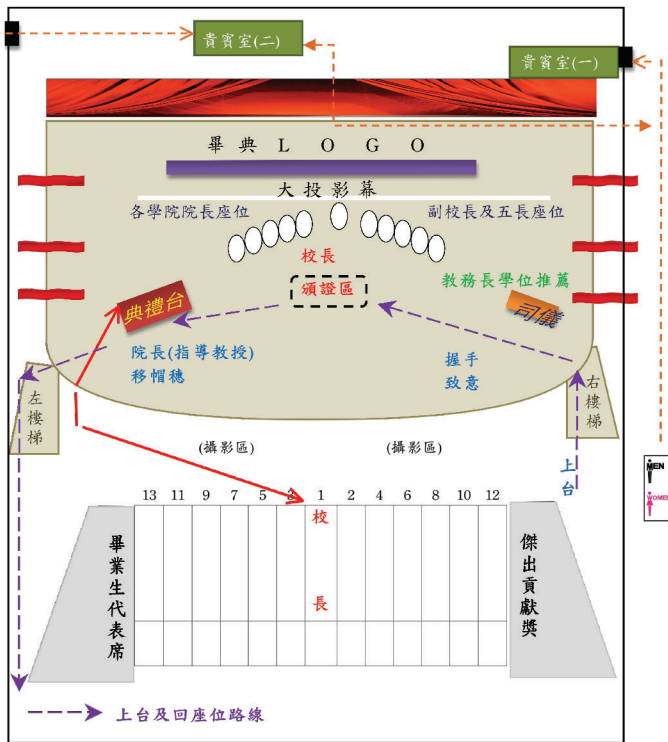 貴賓室(二)
貴賓室(一)
畢典LOGO
大投影幕
各學院院長座位
副校長及五長座位
校長
頒證區
教務長學位推薦
典禮台
司儀
院長(指導教授)
移帽穗
握手
致意
左樓梯
右樓梯
(攝影區)
(攝影區)
上台
MEN
WOMEN
13 11 9 7 5 3 1 2 4 6 8 10 12
校長
畢業生代表席
傑出貢獻獎
上台及回座位路線